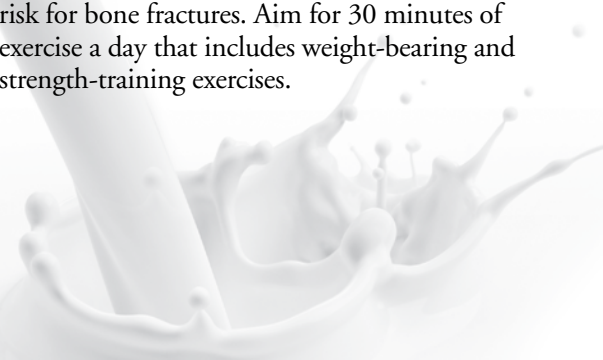 risk for bone fractures. Aim for 30 minutes of
exercise a day that includes weight-bearing and
strength-training exercises.